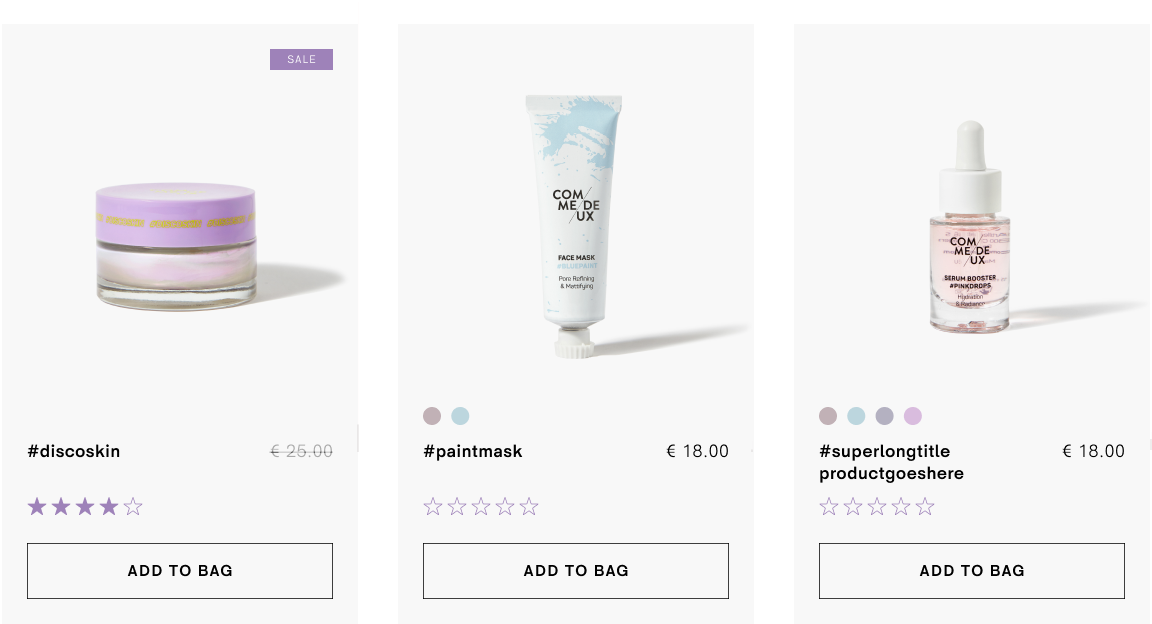 SALE
COM/
ME/DE
/UX
FACE MASK
#BLUEPAINT
Pore Refining
& Mattifying
COM/
ME/DE
/UX
SERUM BOOSTER
#PINKDROPS
Hydration
& Radiance
#discoskin
€ 25.00
#paintmask
€ 18.00
#superlongtitle
productgoeshere
€ 18.00
ADD TO BAG
ADD TO BAG
ADD TO BAG